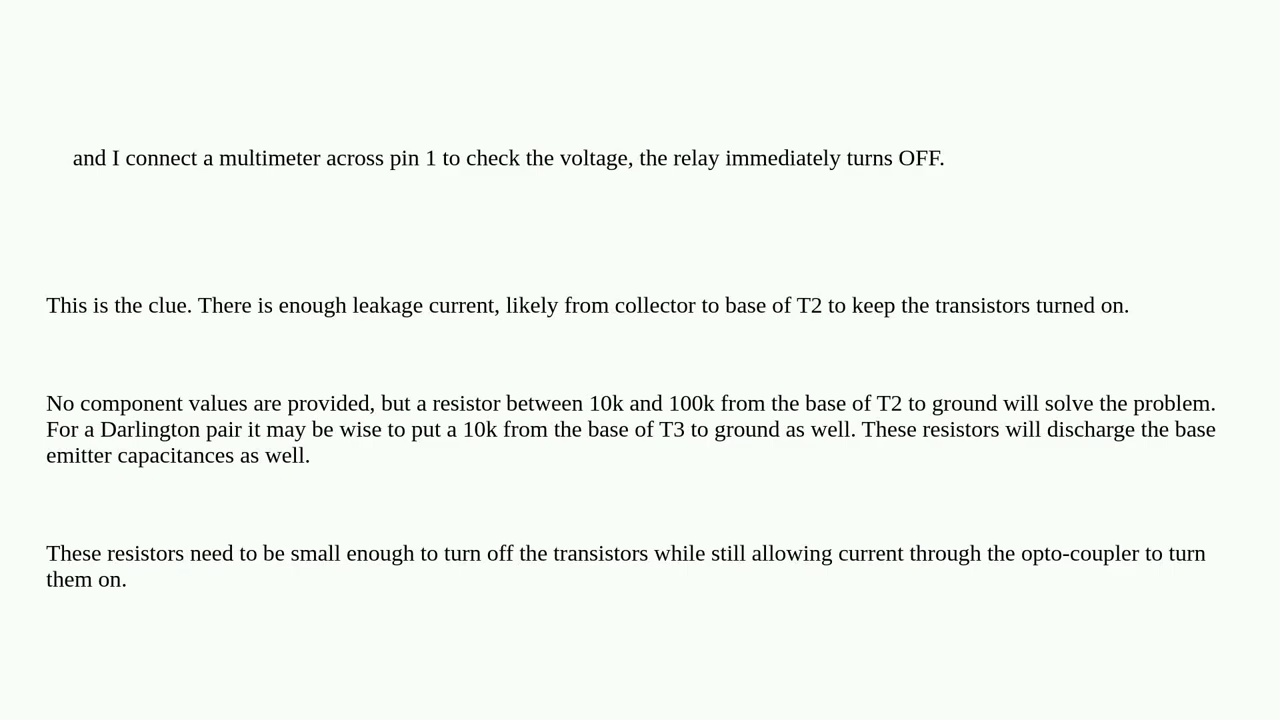 and I connect a multimeter across pin 1 to check the voltage, the relay immediately turns OFF.
This is the clue. There is enough leakage current, likely from collector to base of T2 to keep the transistors turned on.
No component values are provided, but a resistor between 10k and 100k from the base of T2 to ground will solve the problem.
For a Darlington pair it may be wise to put a 10k from the base of T3 to ground as well. These resistors will discharge the base
emitter capacitances as well.
These resistors need to be small enough to turn off the transistors while still allowing current through the opto-coupler to turn
them on.